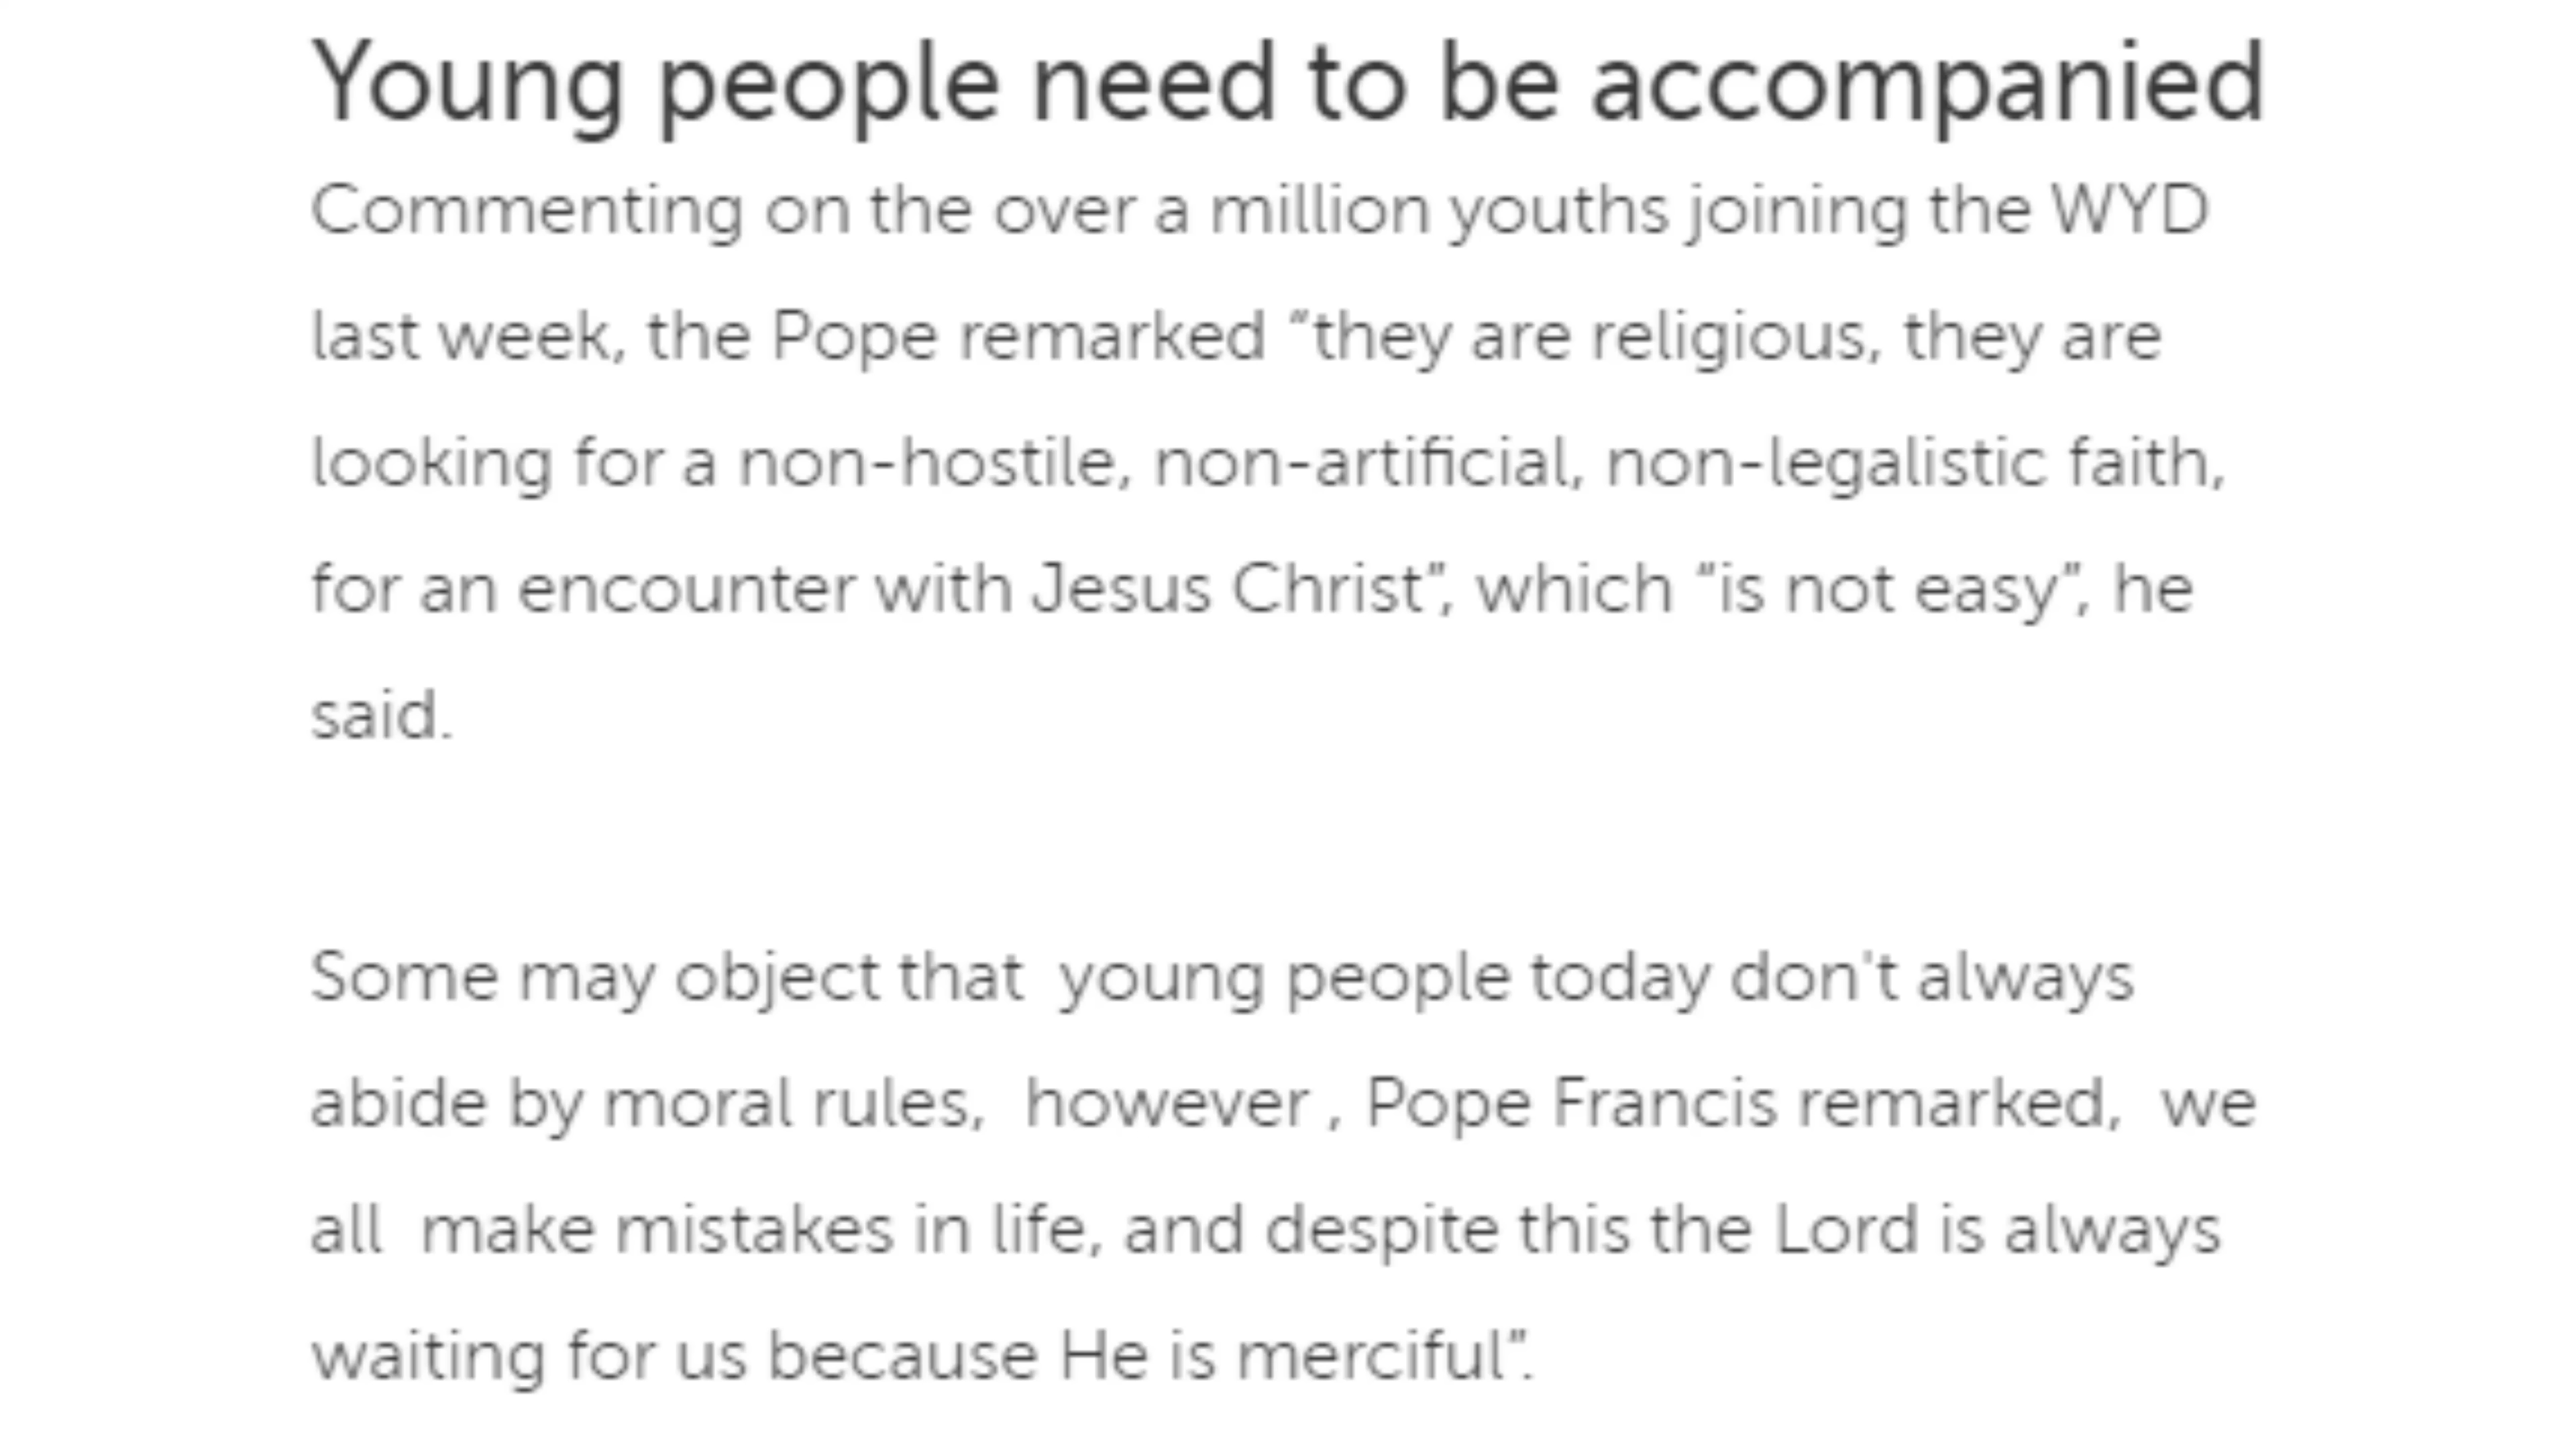 Young people need to be accompanied
Commenting on the over a million youths joining the WYD
last week, the Pope remarked “they are religious, they are
looking for a non-hostile, non-artificial, non-legalistic faith,
for an encounter with Jesus Christ”, which “is not easy”, he
said.
Some may object that  young people today don't always
abide by moral rules,  however , Pope Francis remarked,  we
all  make mistakes in life, and despite this the Lord is always
waiting for us because He is merciful”.